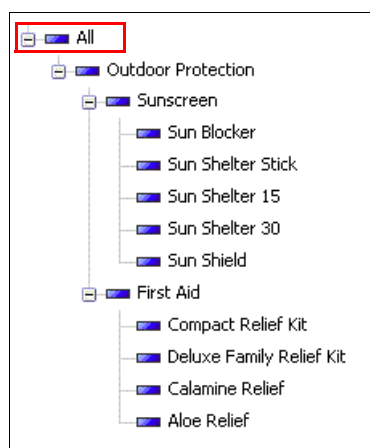 All
Outdoor Protection
Sunscreen
Sun Blocker
Sun Shelter Stick
Sun Shelter 15
Sun Shelter 30
Sun Shield
First Aid
Compact Relief Kit
Deluxe Family Relief Kit
Calamine Relief
Aloe Relief